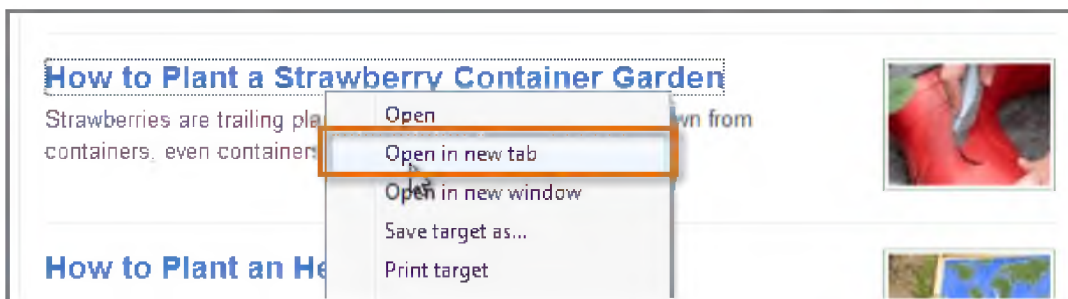 How to Plant a Strawberry Container Garden
Strawberries are trailing pla wn from
containers, even container
Open
Open in new tab
Open in new window
Save target as...
Print target
How to Plant an He